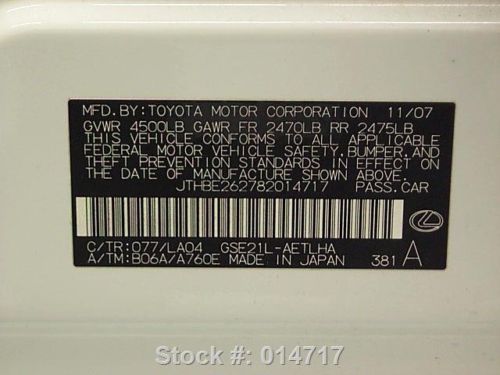 MFD. BY: TOYOTA MOTOR CORPORATION 11/07
GVWR 4500LB GAWR FR 2470LB RR 2475LB
THIS VEHICLE CONFORMS TO ALL APPLICABLE
FEDERAL MOTOR VEHICLE SAFETY, BUMPER, AND
THEFT PREVENTION STANDARDS IN EFFECT ON
THE DATE OF MANUFACTURE SHOWN ABOVE.
JTHBE262782014717 PASS. CAR
C/TR: 077/LA04 GSE21L-AETLHA
A/TM: B06A/A760E MADE IN JAPAN 381 A
Stock #: 014717